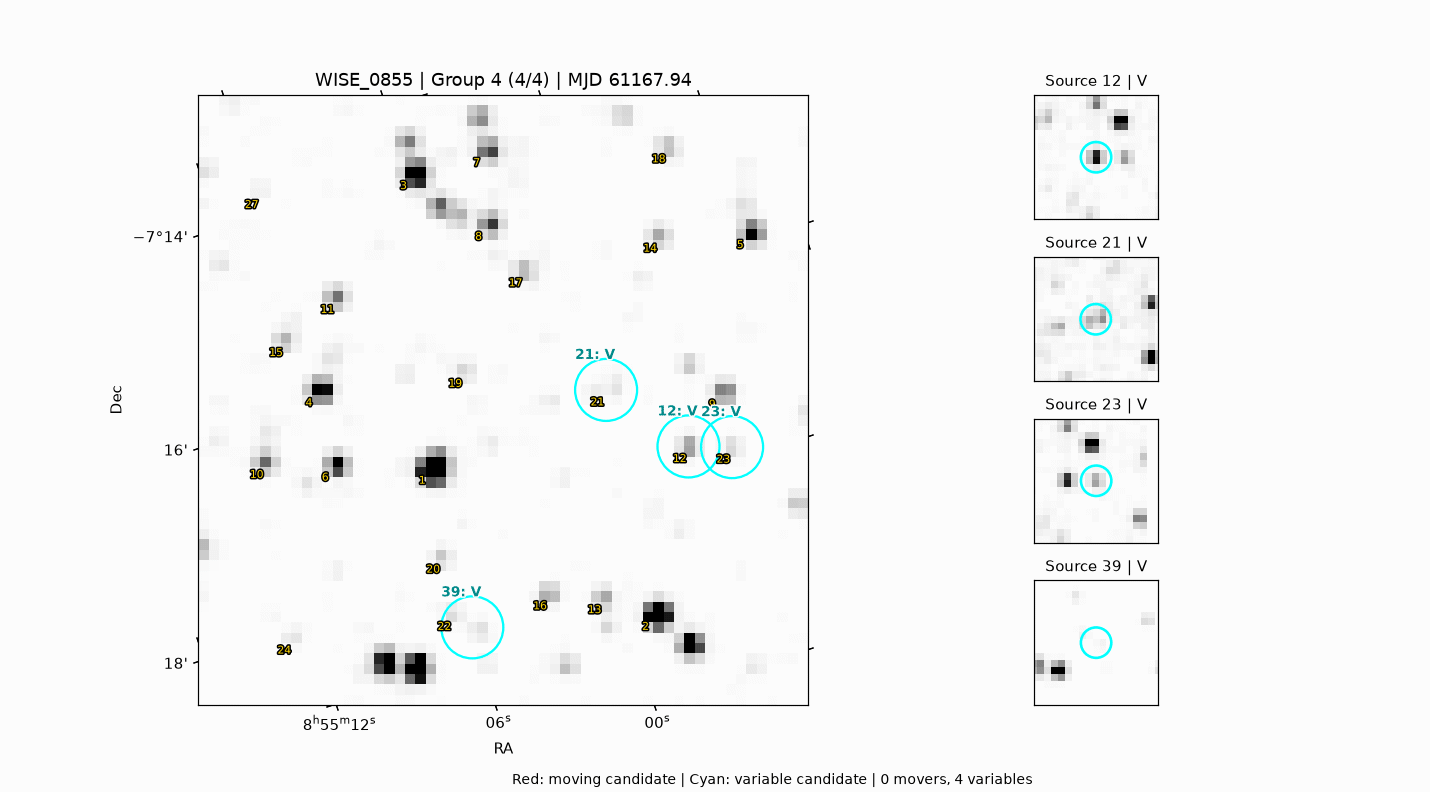 WISE_0855 | Group 4 (4/4) | MJD 61167.94
Source 12 | V
7
18
3
27
8
14
5
−7°14'
17
11
Source 21 | V
15
21: V
19
4
21
9
12: V
23: V
Dec
Source 23 | V
16'
12
23
10
6
1
20
Source 39 | V
39: V
16
13
22
2
24
18'
8ʰ55ᵐ12ˢ
06ˢ
00ˢ
RA
Red: moving candidate | Cyan: variable candidate | 0 movers, 4 variables